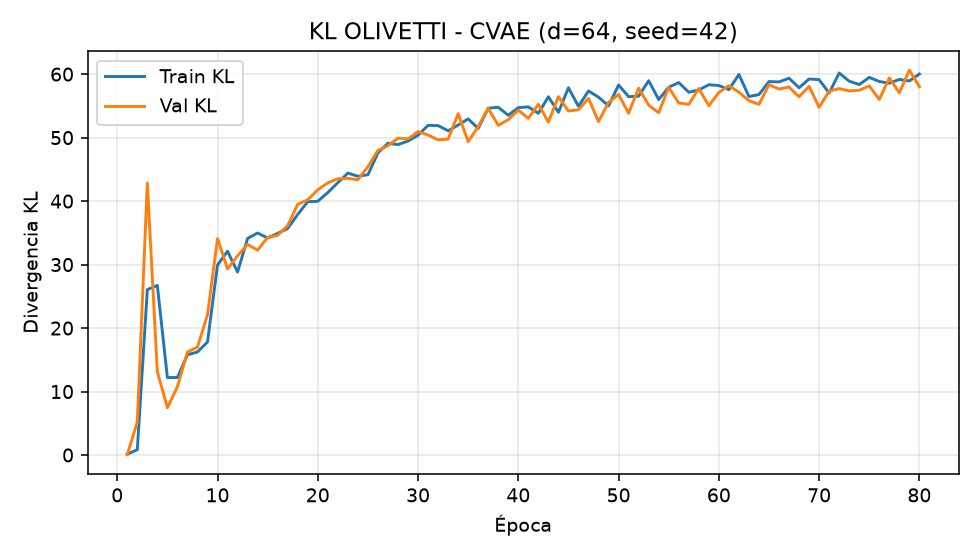 KL OLIVETTI - CVAE (d=64, seed=42)
Train KL
Val KL
Divergencia KL
60
50
40
30
20
10
0
0 10 20 30 40 50 60 70 80
Época